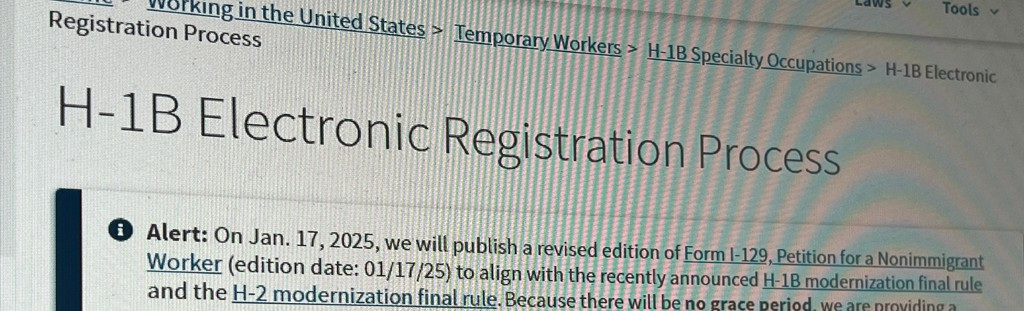 Working in the United States > Temporary Workers > H-1B Specialty Occupations > H-1B Electronic
Registration Process
Laws
Tools
H-1B Electronic Registration Process
Alert: On Jan. 17, 2025, we will publish a revised edition of Form I-129, Petition for a Nonimmigrant
Worker (edition date: 01/17/25) to align with the recently announced H-1B modernization final rule
and the H-2 modernization final rule. Because there will be no grace period, we are providing a